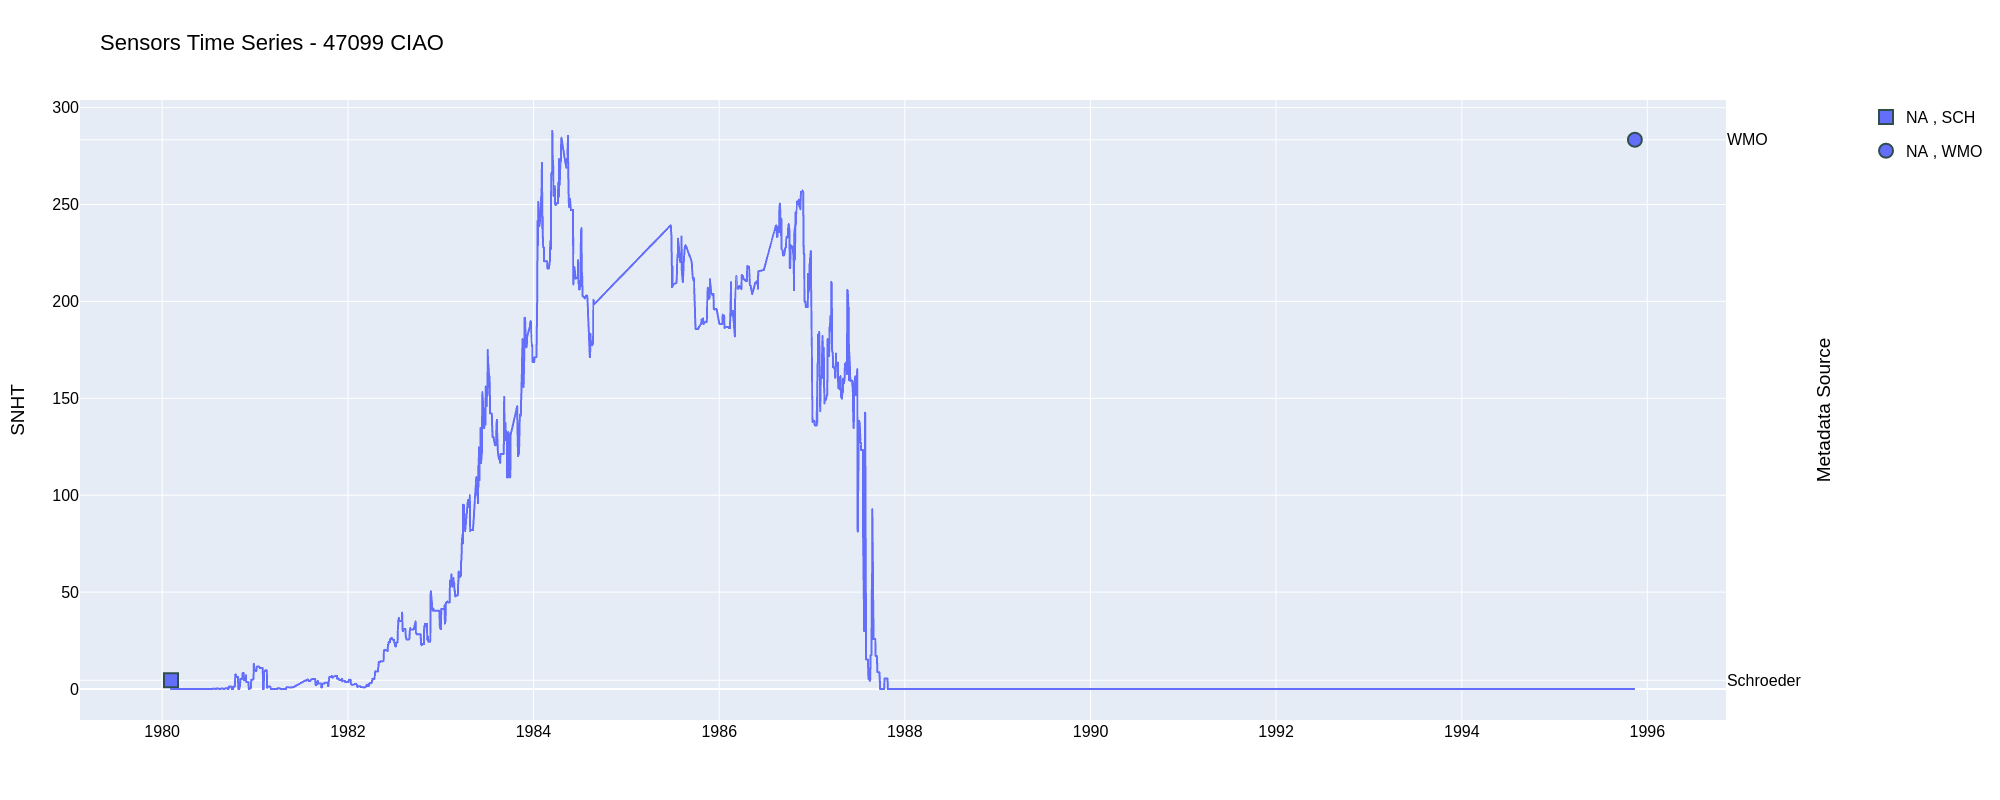 Sensors Time Series - 47099 CIAO
300
250
200
150
100
50
0
SNHT
1980
1982
1984
1986
1988
1990
1992
1994
1996
WMO
Schroeder
Metadata Source
NA , SCH
NA , WMO